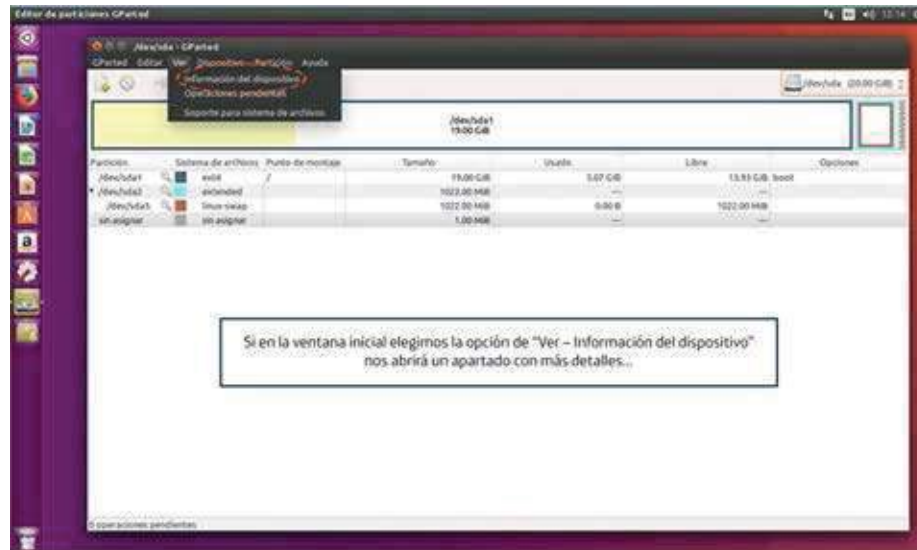 Editor de particiones GParted
12:14
/dev/sda - GParted
GParted Editar Ver Dispositivo Partición Ayuda
Información del dispositivo
Operaciones pendientes
Soporte para sistema de archivos
/dev/sda (20.00 GiB)
/dev/sda1
19.00 GiB
Partición Sistema de archivos Punto de montaje Tamaño Usado Libre Opciones
/dev/sda1 ext4 / 19.00 GiB 5.07 GiB 13.93 GiB boot
/dev/sda2 extended 1022.00 MiB — —
/dev/sda5 linux-swap 1022.00 MiB 0.00 B 1022.00 MiB
sin asignar sin asignar 1.00 MiB — —
Si en la ventana inicial elegimos la opción de "Ver – Información del dispositivo"
nos abrirá un apartado con más detalles...
0 operaciones pendientes